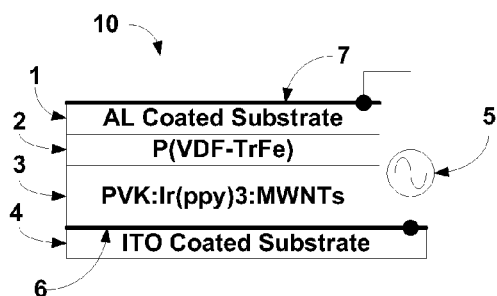 10
7
1
AL Coated Substrate
2
P(VDF-TrFe)
5
3
PVK:Ir(ppy)3:MWNTs
4
ITO Coated Substrate
6